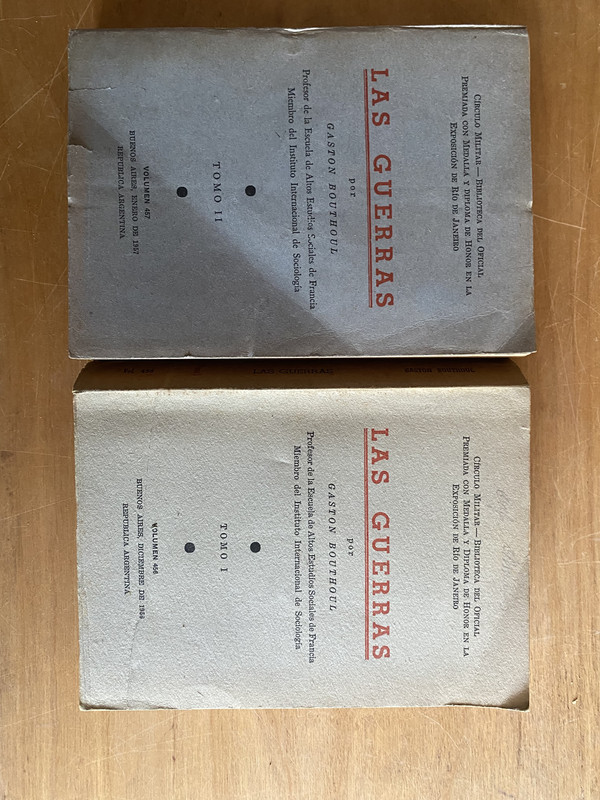 CÍRCULO MILITAR — BIBLIOTECA DEL OFICIAL
PREMIADA CON MEDALLA Y DIPLOMA DE HONOR EN LA
EXPOSICIÓN DE RÍO DE JANEIRO
LAS GUERRAS
por
GASTON BOUTHOUL
Profesor de la Escuela de Altos Estudios Sociales de Francia
Miembro del Instituto Internacional de Sociología
TOMO II
VOLUMEN 457
BUENOS AIRES, ENERO DE 1957
REPÚBLICA ARGENTINA
LAS GUERRAS
CÍRCULO MILITAR — BIBLIOTECA DEL OFICIAL
PREMIADA CON MEDALLA Y DIPLOMA DE HONOR EN LA
EXPOSICIÓN DE RÍO DE JANEIRO
LAS GUERRAS
por
GASTON BOUTHOUL
Profesor de la Escuela de Altos Estudios Sociales de Francia
Miembro del Instituto Internacional de Sociología
TOMO I
VOLUMEN 456
BUENOS AIRES, DICIEMBRE DE 1956
REPÚBLICA ARGENTINA